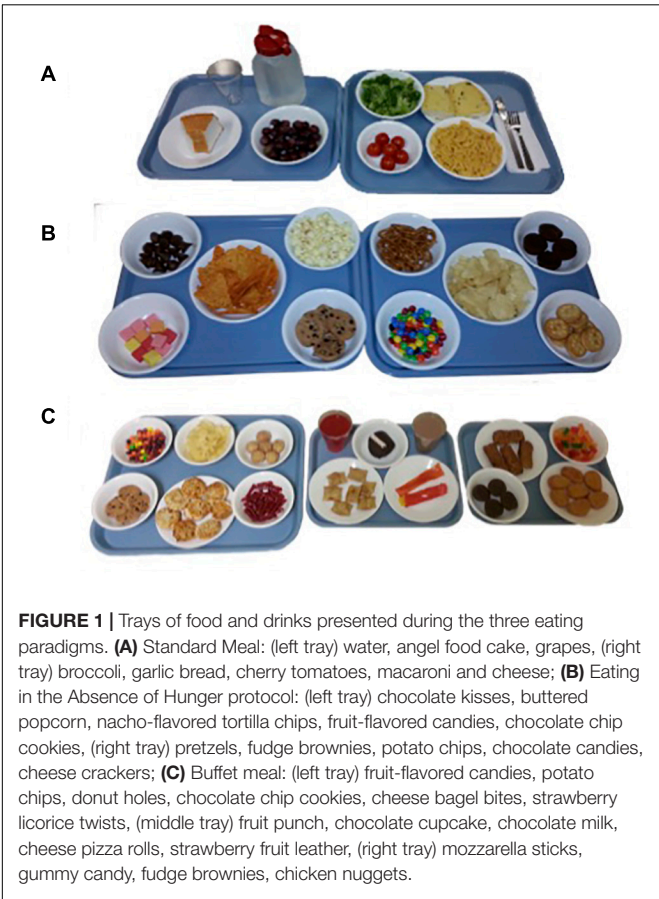 A
B
C
FIGURE 1 | Trays of food and drinks presented during the three eating
paradigms. (A) Standard Meal: (left tray) water, angel food cake, grapes, (right
tray) broccoli, garlic bread, cherry tomatoes, macaroni and cheese; (B) Eating
in the Absence of Hunger protocol: (left tray) chocolate kisses, buttered
popcorn, nacho-flavored tortilla chips, fruit-flavored candies, chocolate chip
cookies, (right tray) pretzels, fudge brownies, potato chips, chocolate candies,
cheese crackers; (C) Buffet meal: (left tray) fruit-flavored candies, potato
chips, donut holes, chocolate chip cookies, cheese bagel bites, strawberry
licorice twists, (middle tray) fruit punch, chocolate cupcake, chocolate milk,
cheese pizza rolls, strawberry fruit leather, (right tray) mozzarella sticks,
gummy candy, fudge brownies, chicken nuggets.